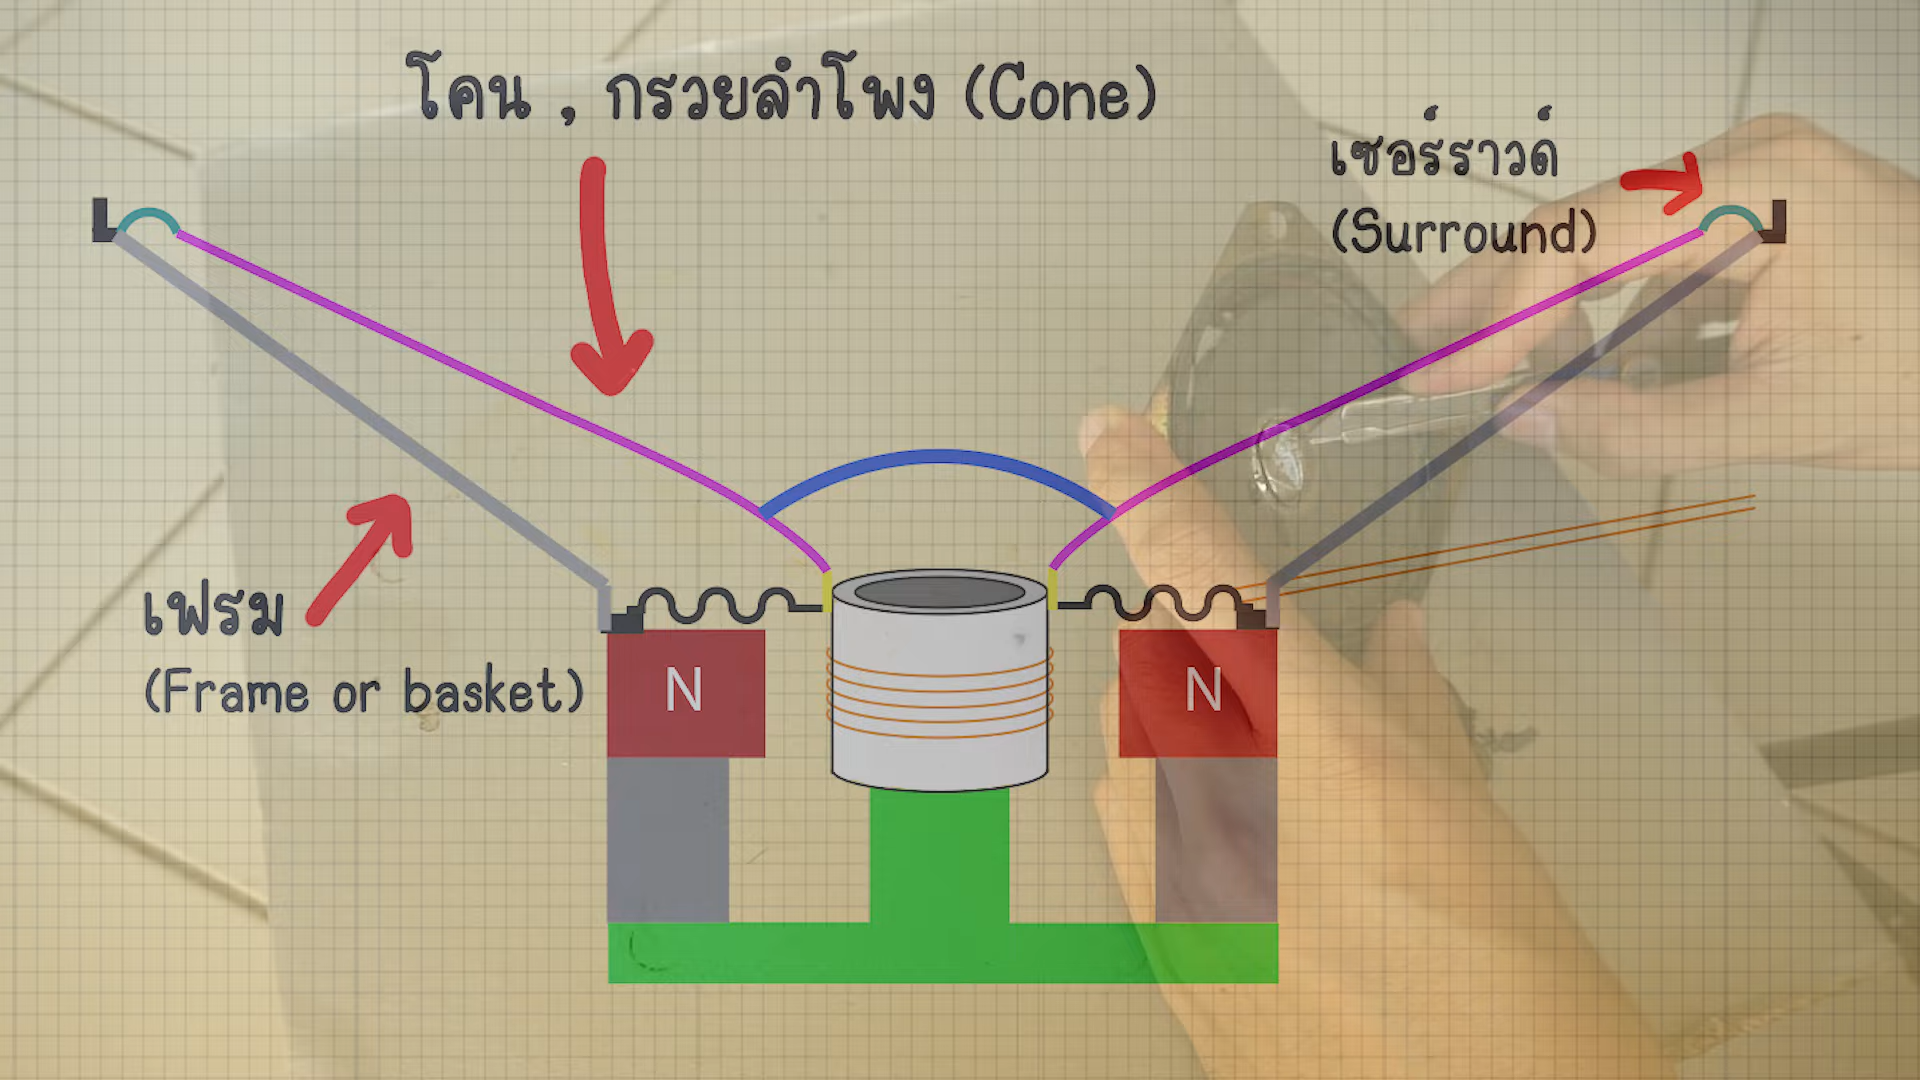 โคน , กรวยลำโพง (Cone)
เซอร์ราวด์
(Surround)
เฟรม
(Frame or basket)
N
N